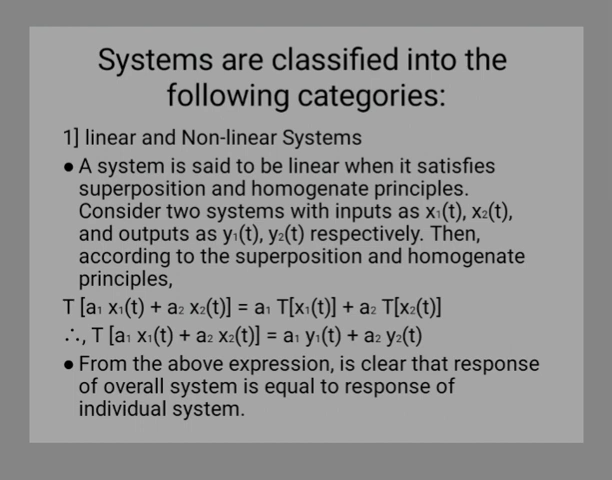 Systems are classified into the
following categories:
1] linear and Non-linear Systems
● A system is said to be linear when it satisfies
superposition and homogenate principles.
Consider two systems with inputs as x₁(t), x₂(t),
and outputs as y₁(t), y₂(t) respectively. Then,
according to the superposition and homogenate
principles,
T [a₁ x₁(t) + a₂ x₂(t)] = a₁ T[x₁(t)] + a₂ T[x₂(t)]
∴, T [a₁ x₁(t) + a₂ x₂(t)] = a₁ y₁(t) + a₂ y₂(t)
● From the above expression, is clear that response
of overall system is equal to response of
individual system.